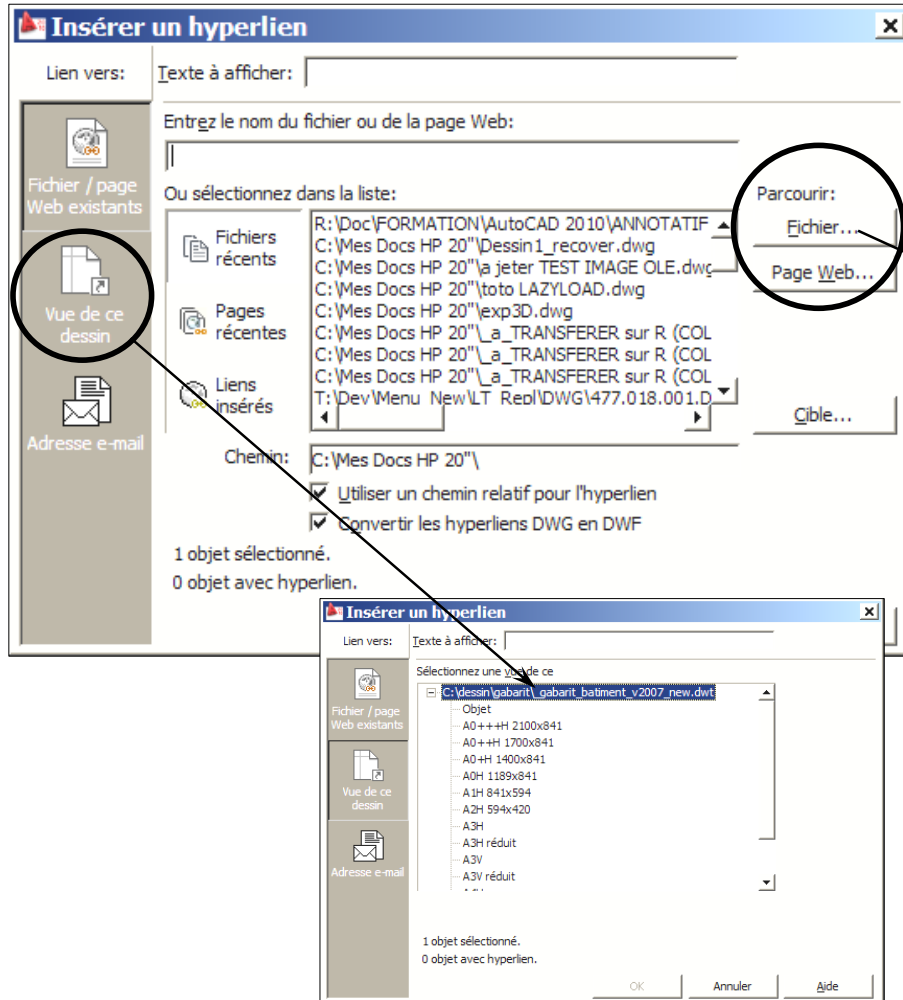 Insérer un hyperlien
Lien vers:
Texte à afficher:
Fichier / page
Web existants
Vue de ce
dessin
Adresse e-mail
Entrez le nom du fichier ou de la page Web:
Ou sélectionnez dans la liste:
Fichiers
récents
Pages
récentes
Liens
insérés
R:\Doc\FORMATION\AutoCAD 2010\ANNOTATIF
C:\Mes Docs HP 20"\Dessin1_recover.dwg
C:\Mes Docs HP 20"\a jeter TEST IMAGE OLE.dwg
C:\Mes Docs HP 20"\toto LAZYLOAD.dwg
C:\Mes Docs HP 20"\exp3D.dwg
C:\Mes Docs HP 20"\_a_TRANSFERER sur R (COL
C:\Mes Docs HP 20"\_a_TRANSFERER sur R (COL
C:\Mes Docs HP 20"\_a_TRANSFERER sur R (COL
T:\Dev\Menu_New\LT_Repl\DWG\477.018.001.D
Parcourir:
Fichier...
Page Web...
Cible...
Chemin:
C:\Mes Docs HP 20"\
Utiliser un chemin relatif pour l'hyperlien
Convertir les hyperliens DWG en DWF
1 objet sélectionné.
0 objet avec hyperlien.
Insérer un hyperlien
Lien vers:
Texte à afficher:
Fichier / page
Web existants
Vue de ce
dessin
Adresse e-mail
Sélectionnez une vue de ce
C:\dessin\gabarit\_gabarit_batiment_v2007_new.dwt
Objet
A0+++H 2100x841
A0++H 1700x841
A0+H 1400x841
A0H 1189x841
A1H 841x594
A2H 594x420
A3H
A3H réduit
A3V
A3V réduit
1 objet sélectionné.
0 objet avec hyperlien.
OK
Annuler
Aide